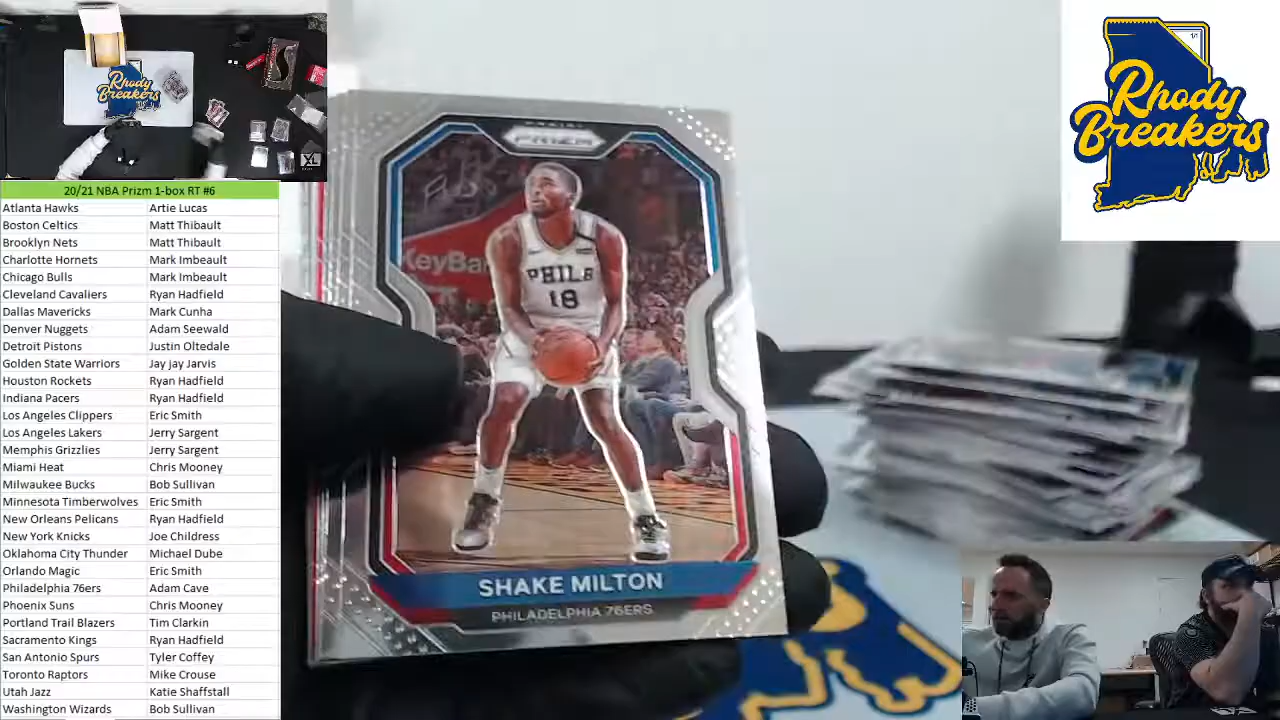 Rhody
Breakers
XL
20/21 NBA Prizm 1-box RT #6
Atlanta Hawks Artie Lucas
Boston Celtics Matt Thibault
Brooklyn Nets Matt Thibault
Charlotte Hornets Mark Imbeault
Chicago Bulls Mark Imbeault
Cleveland Cavaliers Ryan Hadfield
Dallas Mavericks Mark Cunha
Denver Nuggets Adam Seewald
Detroit Pistons Justin Oltedale
Golden State Warriors Jay jay Jarvis
Houston Rockets Ryan Hadfield
Indiana Pacers Ryan Hadfield
Los Angeles Clippers Eric Smith
Los Angeles Lakers Jerry Sargent
Memphis Grizzlies Jerry Sargent
Miami Heat Chris Mooney
Milwaukee Bucks Bob Sullivan
Minnesota Timberwolves Eric Smith
New Orleans Pelicans Ryan Hadfield
New York Knicks Joe Childress
Oklahoma City Thunder Michael Dube
Orlando Magic Eric Smith
Philadelphia 76ers Adam Cave
Phoenix Suns Chris Mooney
Portland Trail Blazers Tim Clarkin
Sacramento Kings Ryan Hadfield
San Antonio Spurs Tyler Coffey
Toronto Raptors Mike Crouse
Utah Jazz Katie Shaffstall
Washington Wizards Bob Sullivan
PANINI
PRIZM
KeyBa
PHILA
18
SHAKE MILTON
PHILADELPHIA 76ERS
Rhody
Breakers